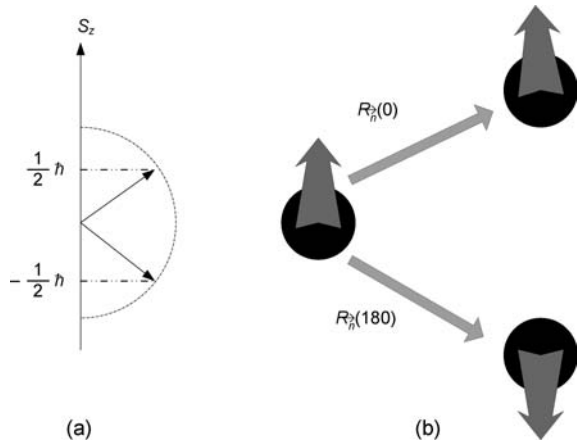 S_z
1/2 ħ
- 1/2 ħ
(a)
R_n⃗(0)
R_n⃗(180)
(b)